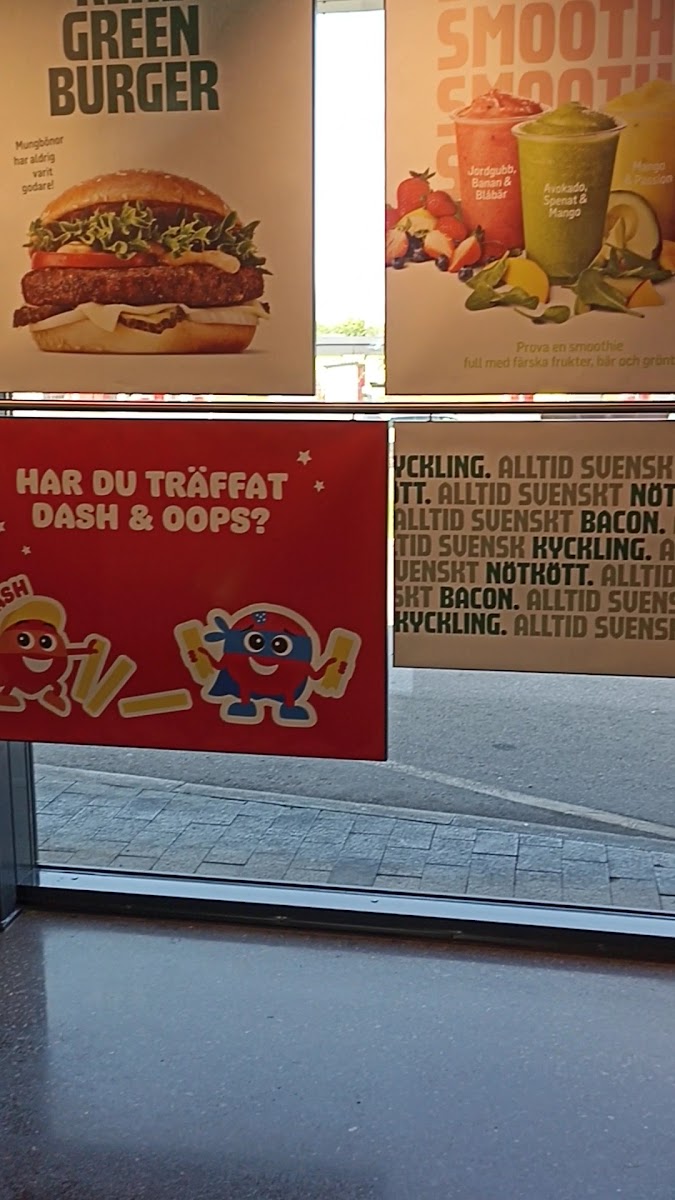 GREEN
BURGER
Mungbönor
har aldrig
varit
godare!
SMOOTH
SMOOTH
Jordgubb,
Banan &
Blåbär
Avokado,
Spenat &
Mango
Mango
& Passion
Prova en smoothie
full med färska frukter, bär och grönt
HAR DU TRÄFFAT
DASH & OOPS?
ASH
YCKLING. ALLTID SVENSK
ÖTT. ALLTID SVENSKT NÖT
ALLTID SVENSKT BACON.
TID SVENSK KYCKLING. A
VENSKT NÖTKÖTT. ALLTID
SKT BACON. ALLTID SVENS
KYCKLING. ALLTID SVENSK